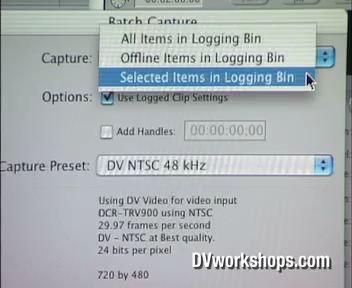 Batch Capture
All Items in Logging Bin
Capture:
Offline Items in Logging Bin
Selected Items in Logging Bin
Options:
Use Logged Clip Settings
Add Handles:
00:00:00;00
Capture Preset:
DV NTSC 48 kHz
Using DV Video for video input
DCR-TRV900 using NTSC
29.97 frames per second
DV - NTSC at Best quality.
24 bits per pixel
720 by 480
DVworkshops.com